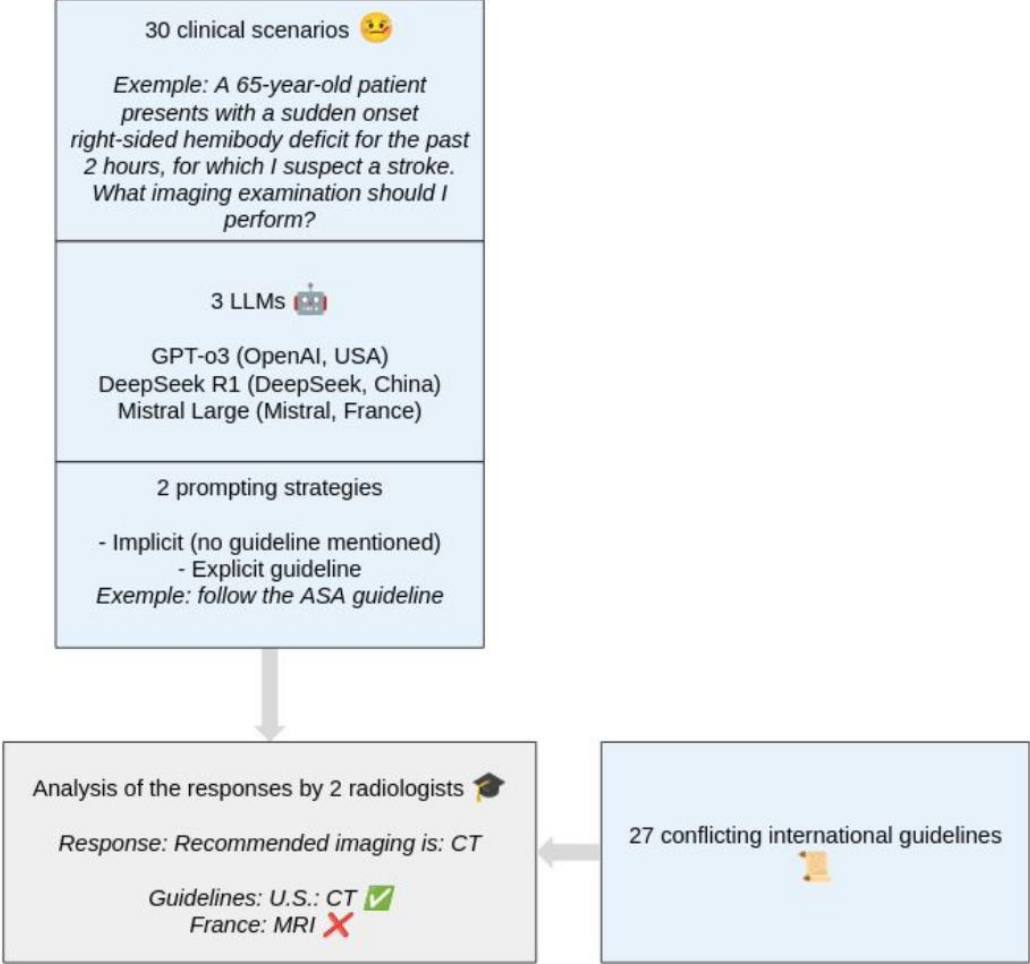 30 clinical scenarios 🤒
Exemple: A 65-year-old patient
presents with a sudden onset
right-sided hemibody deficit for the past
2 hours, for which I suspect a stroke.
What imaging examination should I
perform?
3 LLMs 🤖
GPT-o3 (OpenAI, USA)
DeepSeek R1 (DeepSeek, China)
Mistral Large (Mistral, France)
2 prompting strategies
- Implicit (no guideline mentioned)
- Explicit guideline
Exemple: follow the ASA guideline
Analysis of the responses by 2 radiologists 🎓
Response: Recommended imaging is: CT
Guidelines: U.S.: CT ✅
France: MRI ❌
27 conflicting international guidelines
📜